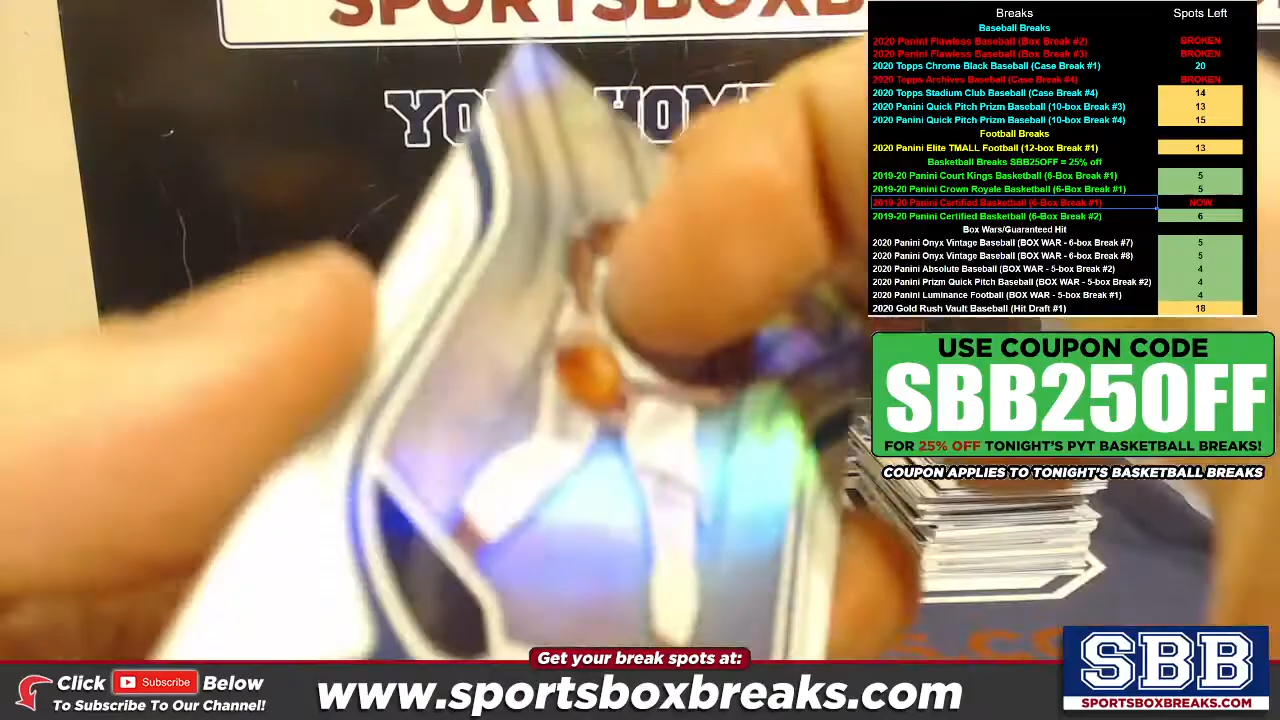 SPORTSBOXB
YO HOM
Breaks Spots Left
Baseball Breaks
2020 Panini Flawless Baseball (Box Break #2) BROKEN
2020 Panini Flawless Baseball (Box Break #3) BROKEN
2020 Topps Chrome Black Baseball (Case Break #1) 20
2020 Topps Archives Baseball (Case Break #4) BROKEN
2020 Topps Stadium Club Baseball (Case Break #4) 14
2020 Panini Quick Pitch Prizm Baseball (10-box Break #3) 13
2020 Panini Quick Pitch Prizm Baseball (10-box Break #4) 15
Football Breaks
2020 Panini Elite TMALL Football (12-box Break #1) 13
Basketball Breaks SBB25OFF = 25% off
2019-20 Panini Court Kings Basketball (6-Box Break #1) 5
2019-20 Panini Crown Royale Basketball (6-Box Break #1) 5
2019-20 Panini Certified Basketball (6-Box Break #1) NOW
2019-20 Panini Certified Basketball (6-Box Break #2) 6
Box Wars/Guaranteed Hit
2020 Panini Onyx Vintage Baseball (BOX WAR - 6-box Break #7) 5
2020 Panini Onyx Vintage Baseball (BOX WAR - 6-box Break #8) 5
2020 Panini Absolute Baseball (BOX WAR - 5-box Break #2) 4
2020 Panini Prizm Quick Pitch Baseball (BOX WAR - 5-box Break #2) 4
2020 Panini Luminance Football (BOX WAR - 5-box Break #1) 4
2020 Gold Rush Vault Baseball (Hit Draft #1) 18
USE COUPON CODE
SBB25OFF
FOR 25% OFF TONIGHT'S PYT BASKETBALL BREAKS!
COUPON APPLIES TO TONIGHT'S BASKETBALL BREAKS
Get your break spots at:
Click Subscribe Below
To Subscribe To Our Channel!
www.sportsboxbreaks.com
SBB
SPORTSBOXBREAKS.COM